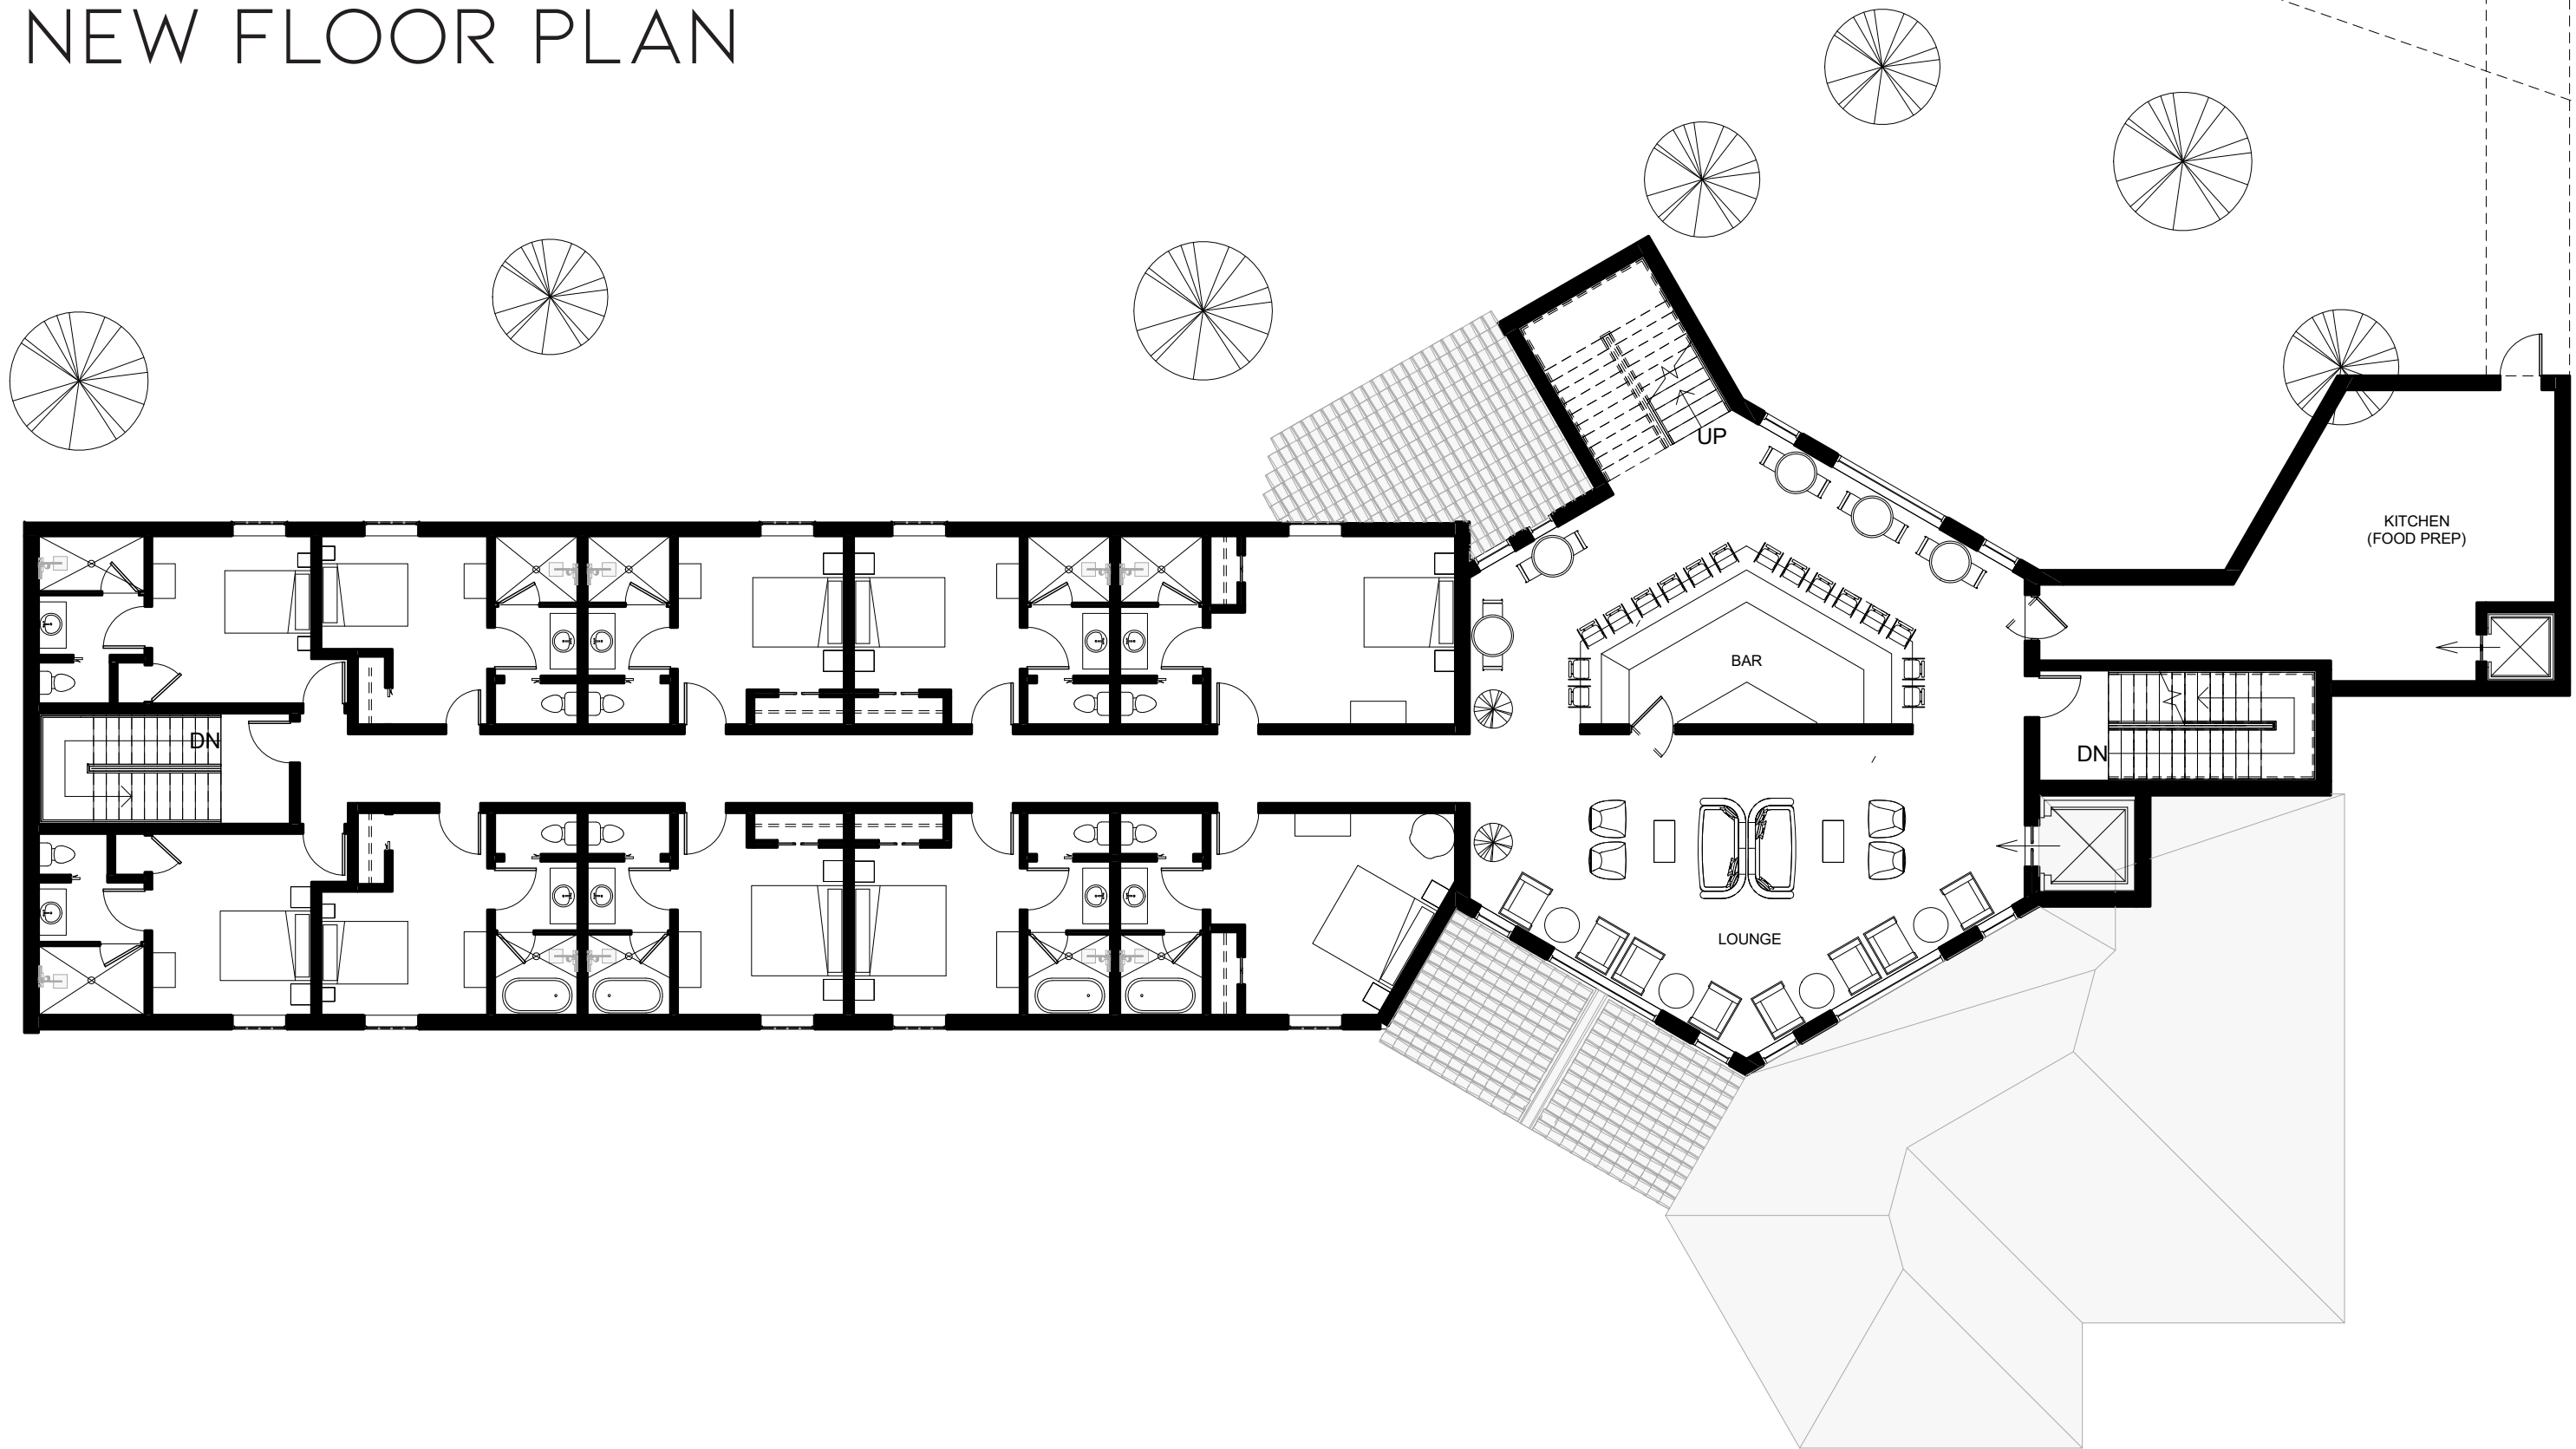 NEW FLOOR PLAN
UP
KITCHEN
(FOOD PREP)
BAR
DN
DN
LOUNGE